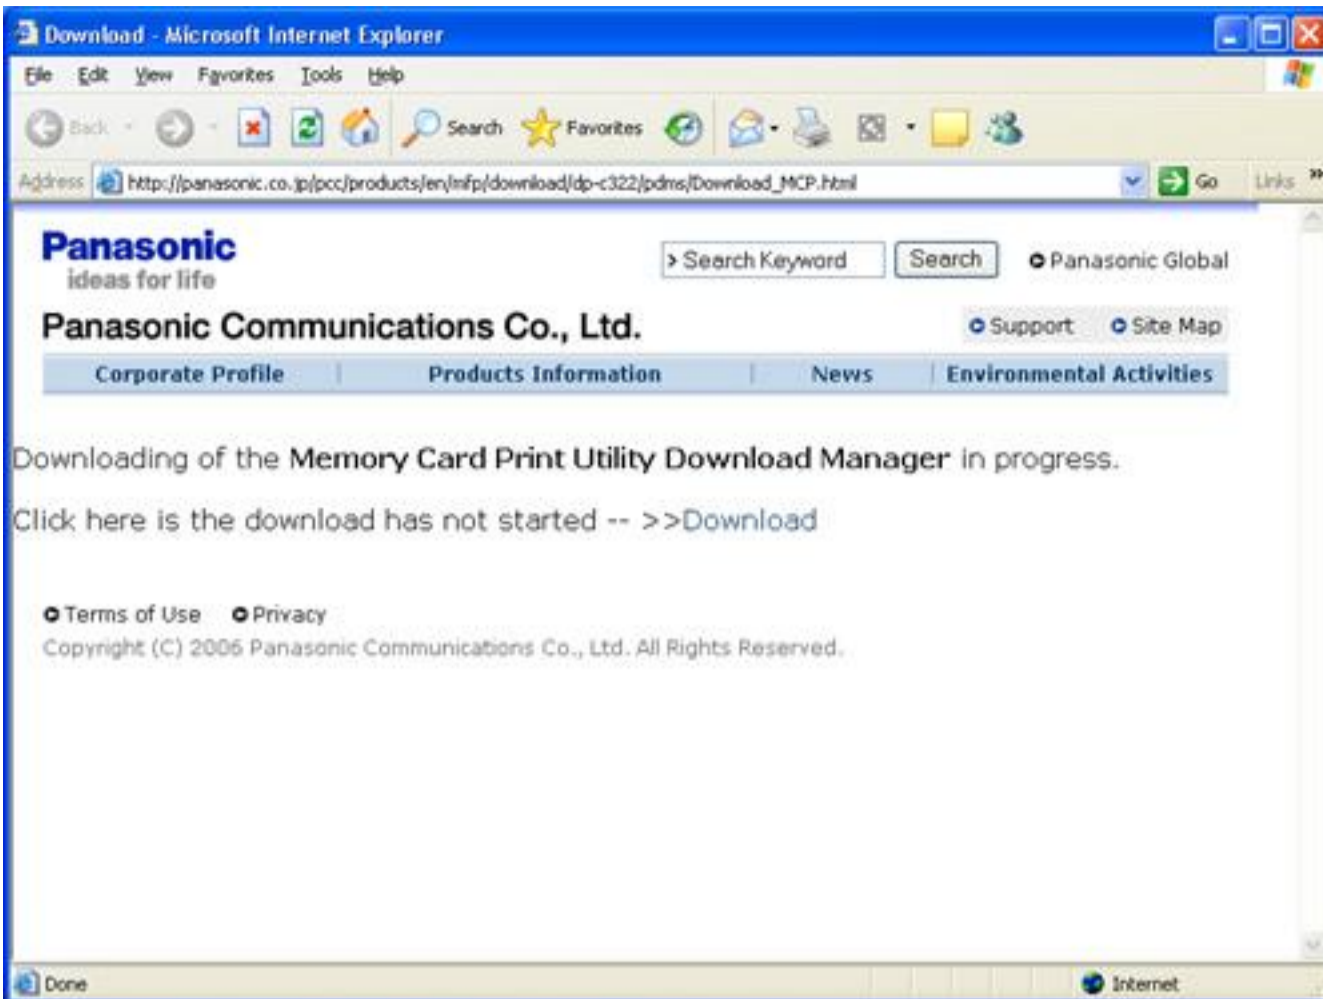 Download - Microsoft Internet Explorer
File Edit View Favorites Tools Help
Back Search Favorites
Address http://panasonic.co.jp/pcc/products/en/mfp/download/dp-c322/pdms/Download_MCP.html Go Links »
Panasonic
ideas for life
> Search Keyword Search Panasonic Global
Panasonic Communications Co., Ltd.
Support Site Map
Corporate Profile | Products Information | News | Environmental Activities
Downloading of the Memory Card Print Utility Download Manager in progress.
Click here is the download has not started -- >>Download
Terms of Use Privacy
Copyright (C) 2006 Panasonic Communications Co., Ltd. All Rights Reserved.
Done Internet